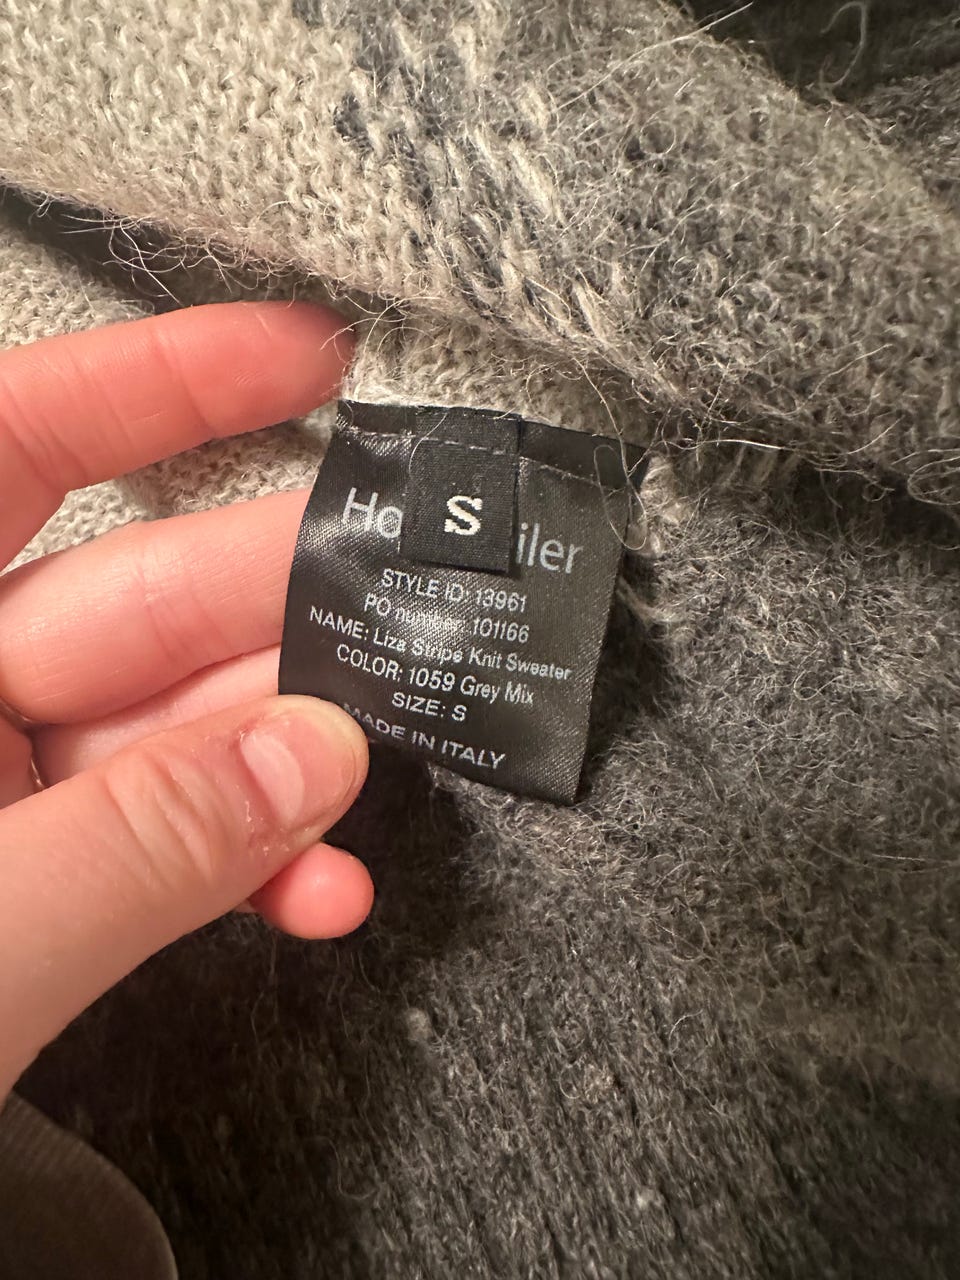 S
iler
STYLE ID: 13961
PO number: 101166
NAME: Liza Stripe Knit Sweater
COLOR: 1059 Grey Mix
SIZE: S
MADE IN ITALY